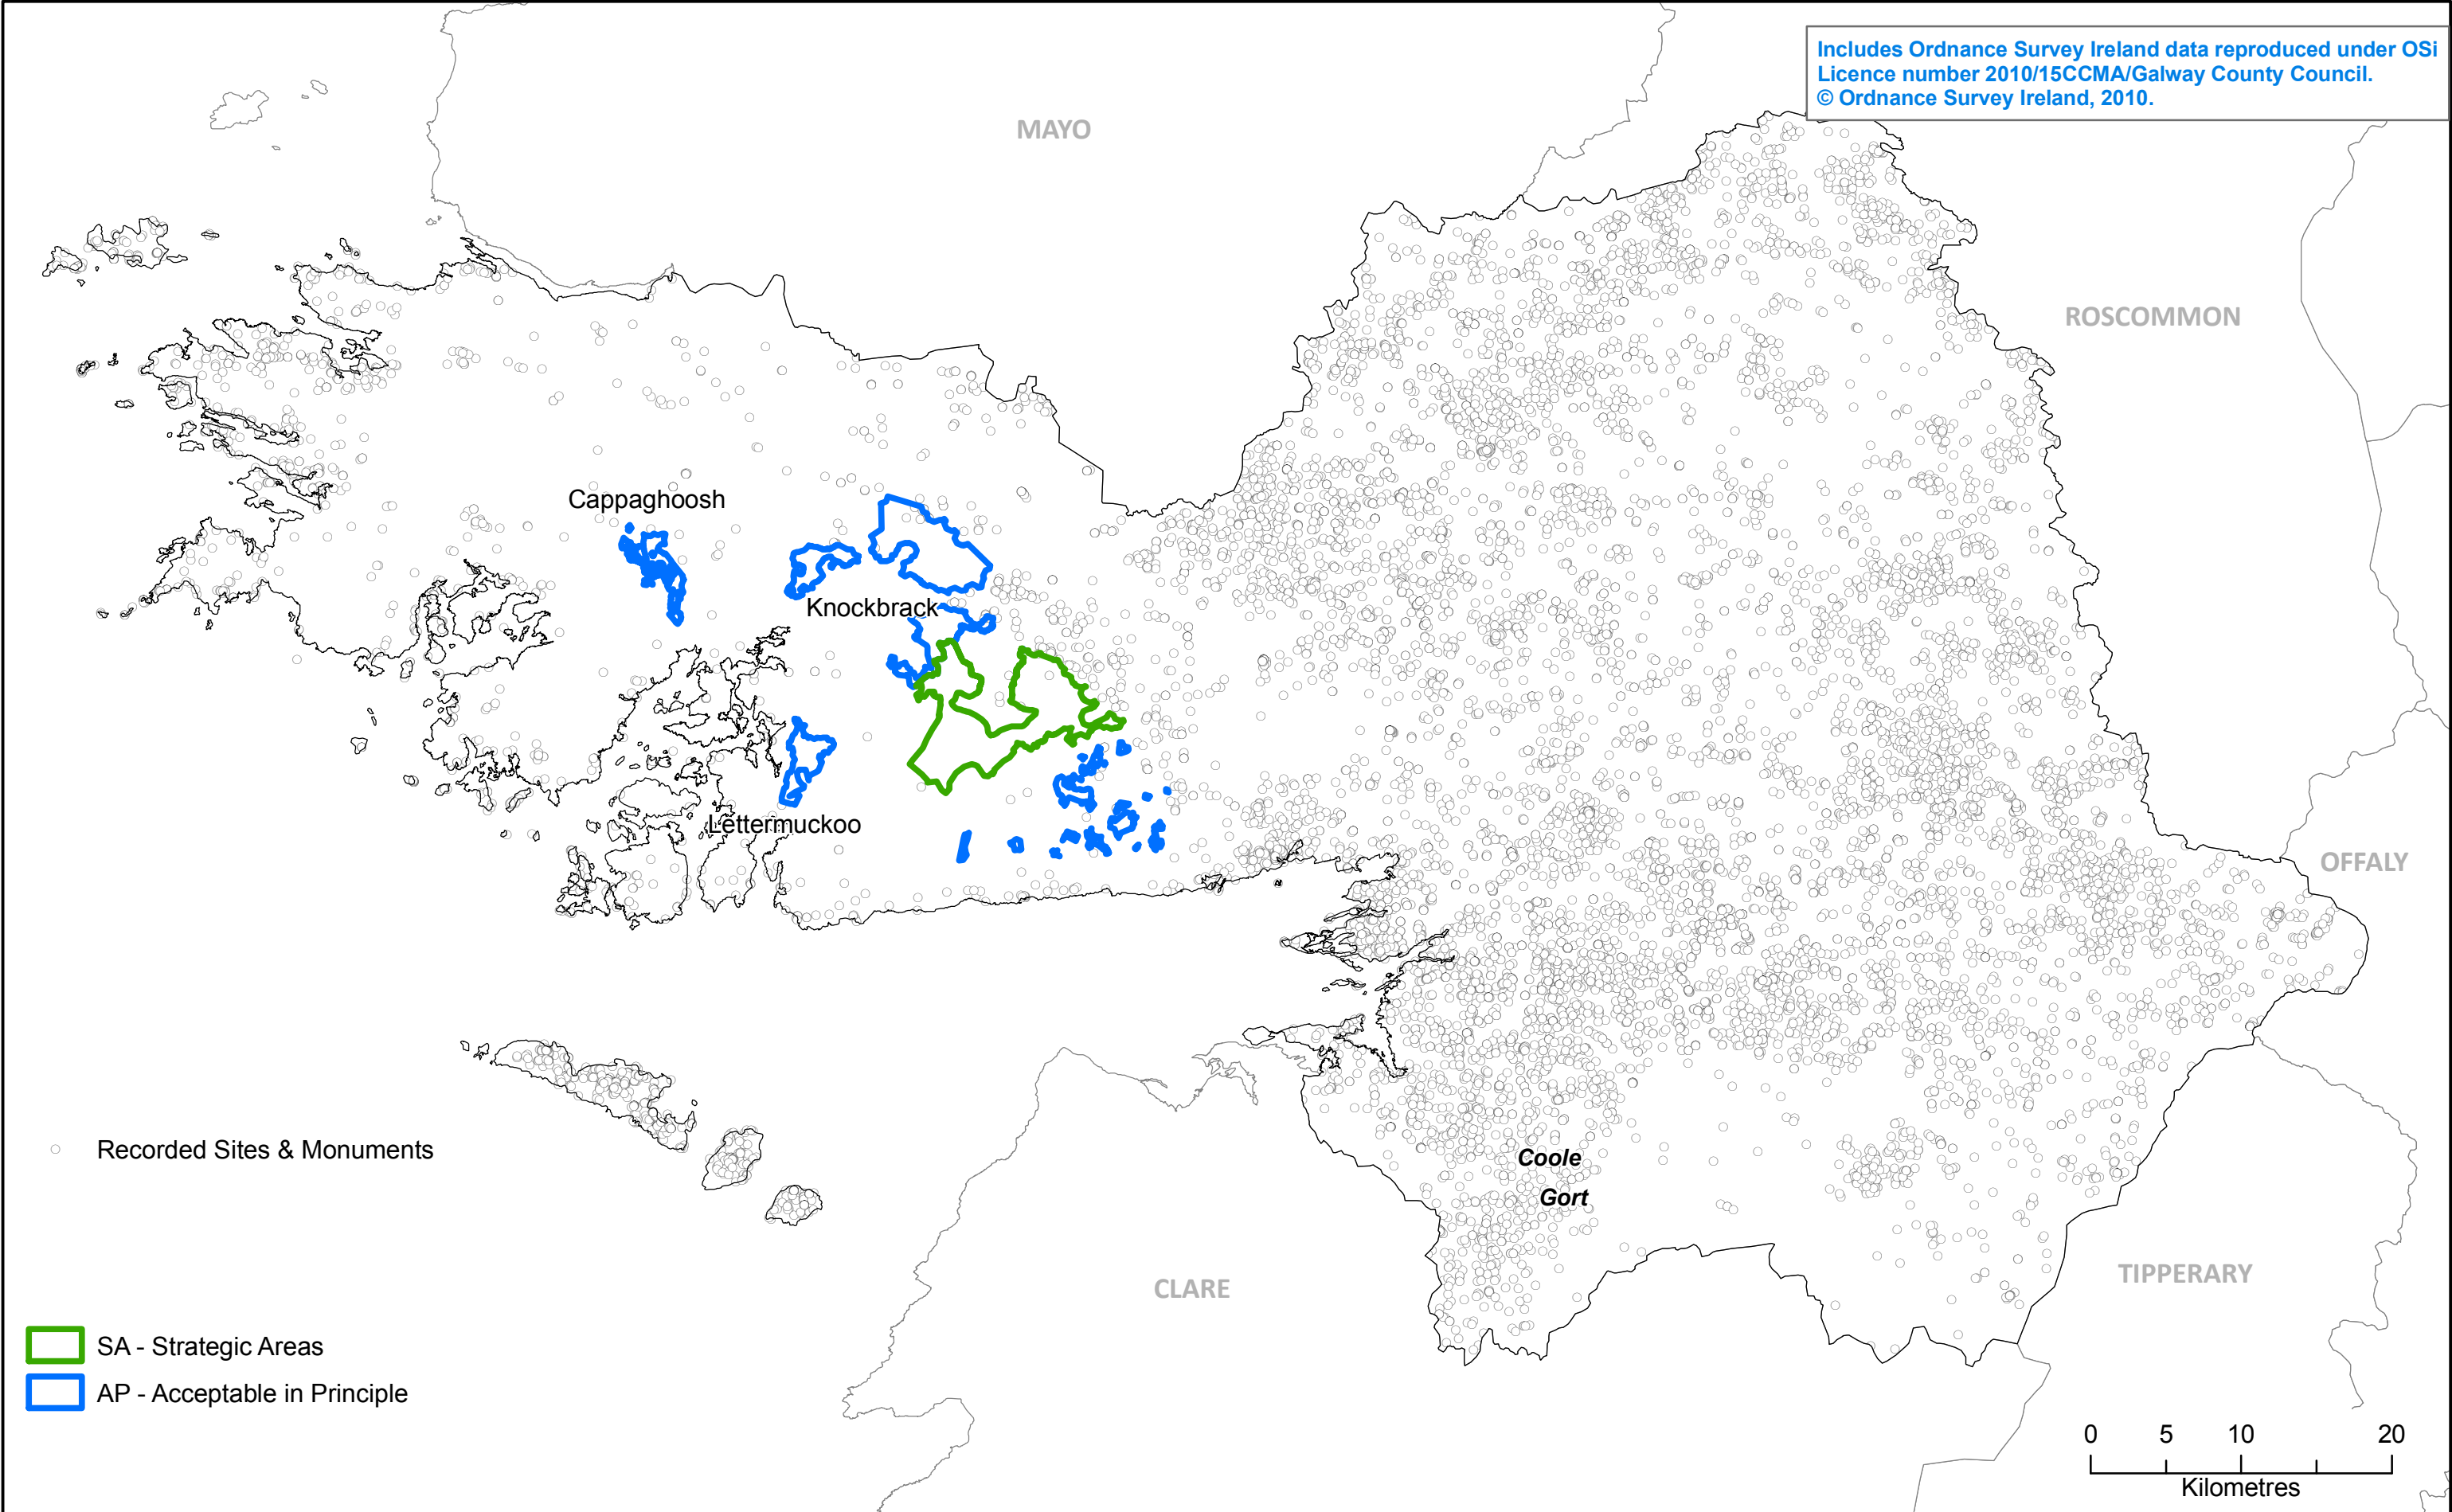 Includes Ordnance Survey Ireland data reproduced under OSi
Licence number 2010/15CCMA/Galway County Council.
© Ordnance Survey Ireland, 2010.
MAYO
ROSCOMMON
Cappaghoosh
Knockbrack
Lettermuckoo
OFFALY
Recorded Sites & Monuments
Coole
Gort
CLARE
TIPPERARY
SA - Strategic Areas
AP - Acceptable in Principle
0 5 10 20
Kilometres